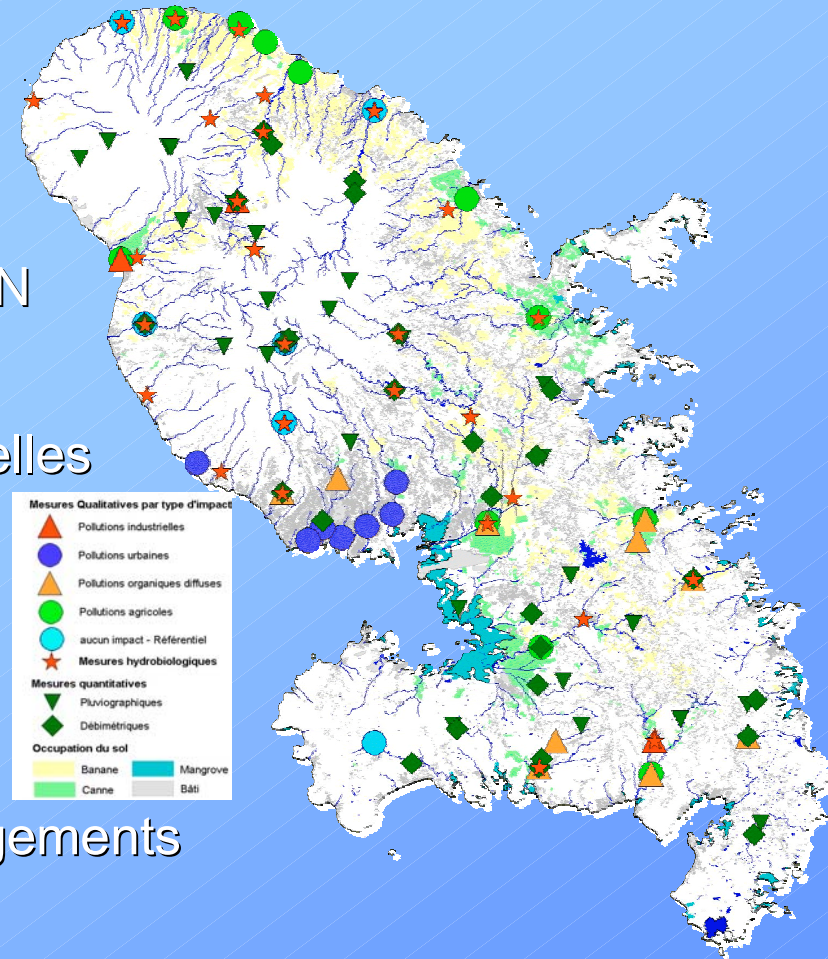 N
elles
Mesures Qualitatives par type d'impact
Pollutions industrielles
Pollutions urbaines
Pollutions organiques diffuses
Pollutions agricoles
aucun impact - Référentiel
Mesures hydrobiologiques
Mesures quantitatives
Pluviographiques
Débimétriques
Occupation du sol
Banane Mangrove
Canne Bâti
gements